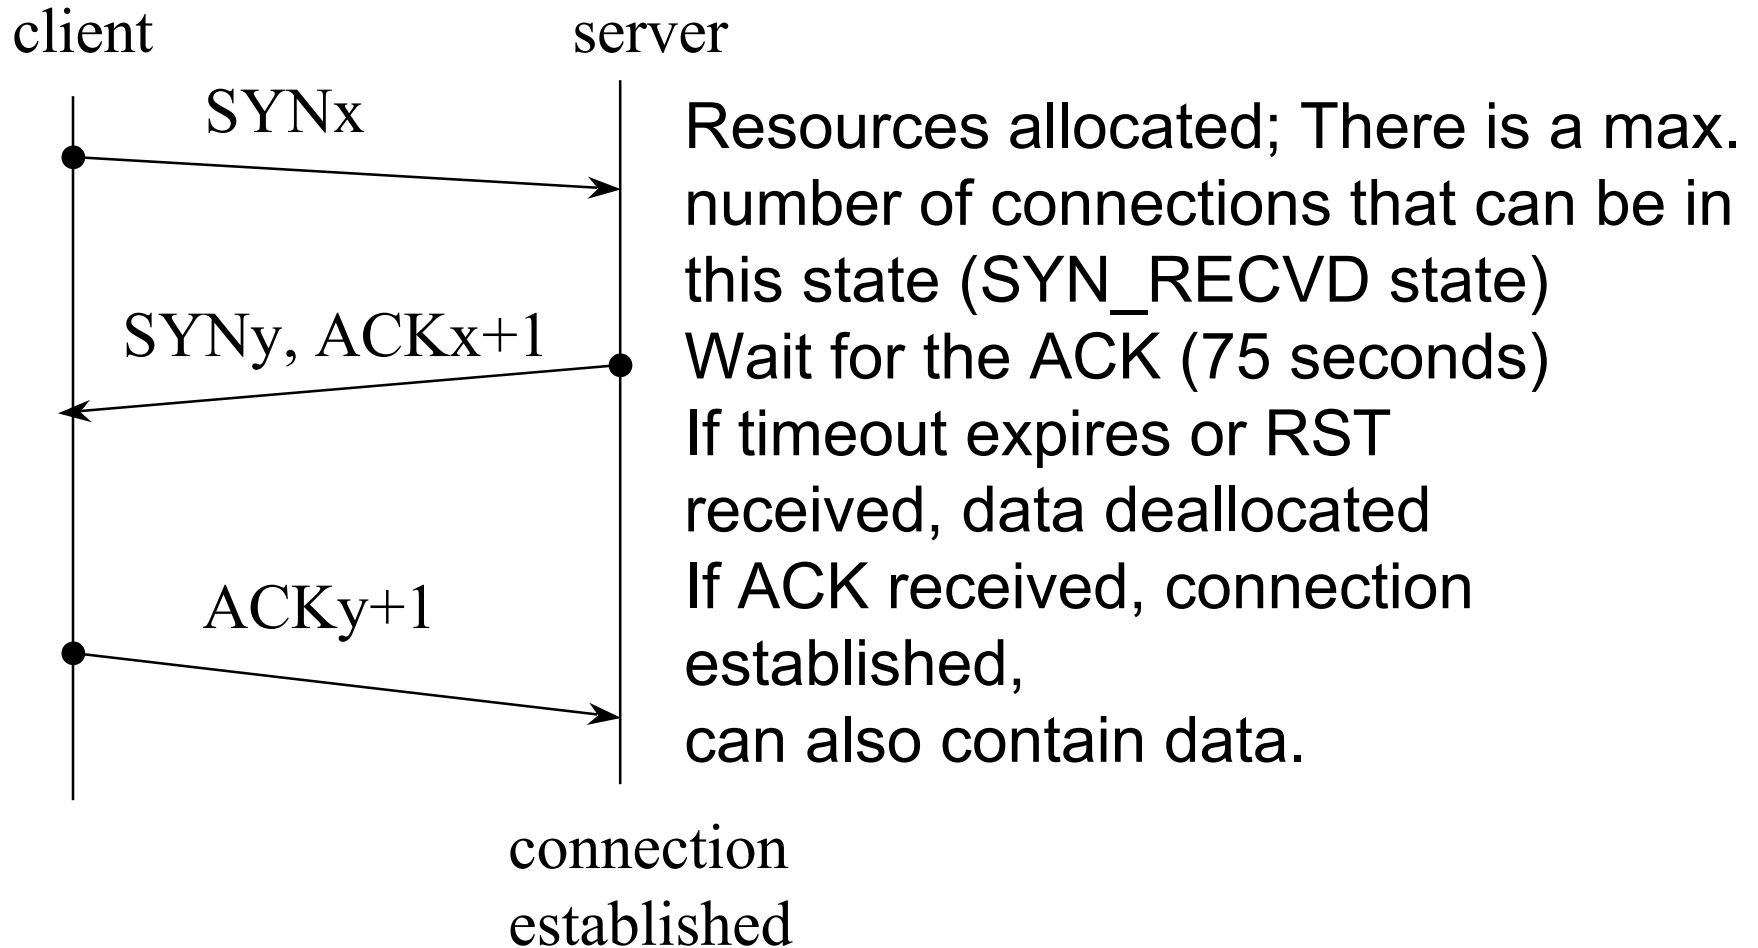 client
server
SYNx
SYNy, ACKx+1
ACKy+1
Resources allocated; There is a max.
number of connections that can be in
this state (SYN_RECVD state)
Wait for the ACK (75 seconds)
If timeout expires or RST
received, data deallocated
If ACK received, connection
established,
can also contain data.
connection
established